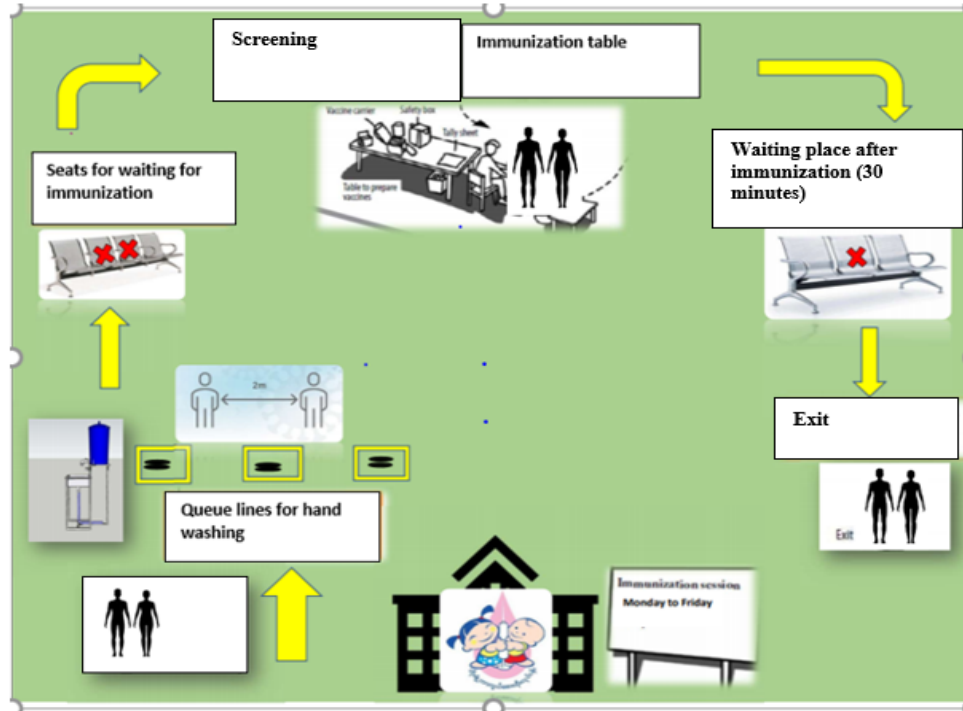 Screening
Immunization table
Vaccine carrier
Safety box
Tally sheet
Table to prepare
vaccines
Seats for waiting for
immunization
Waiting place after
immunization (30
minutes)
2m
Queue lines for hand
washing
Exit
Exit
Immunization session
Monday to Friday